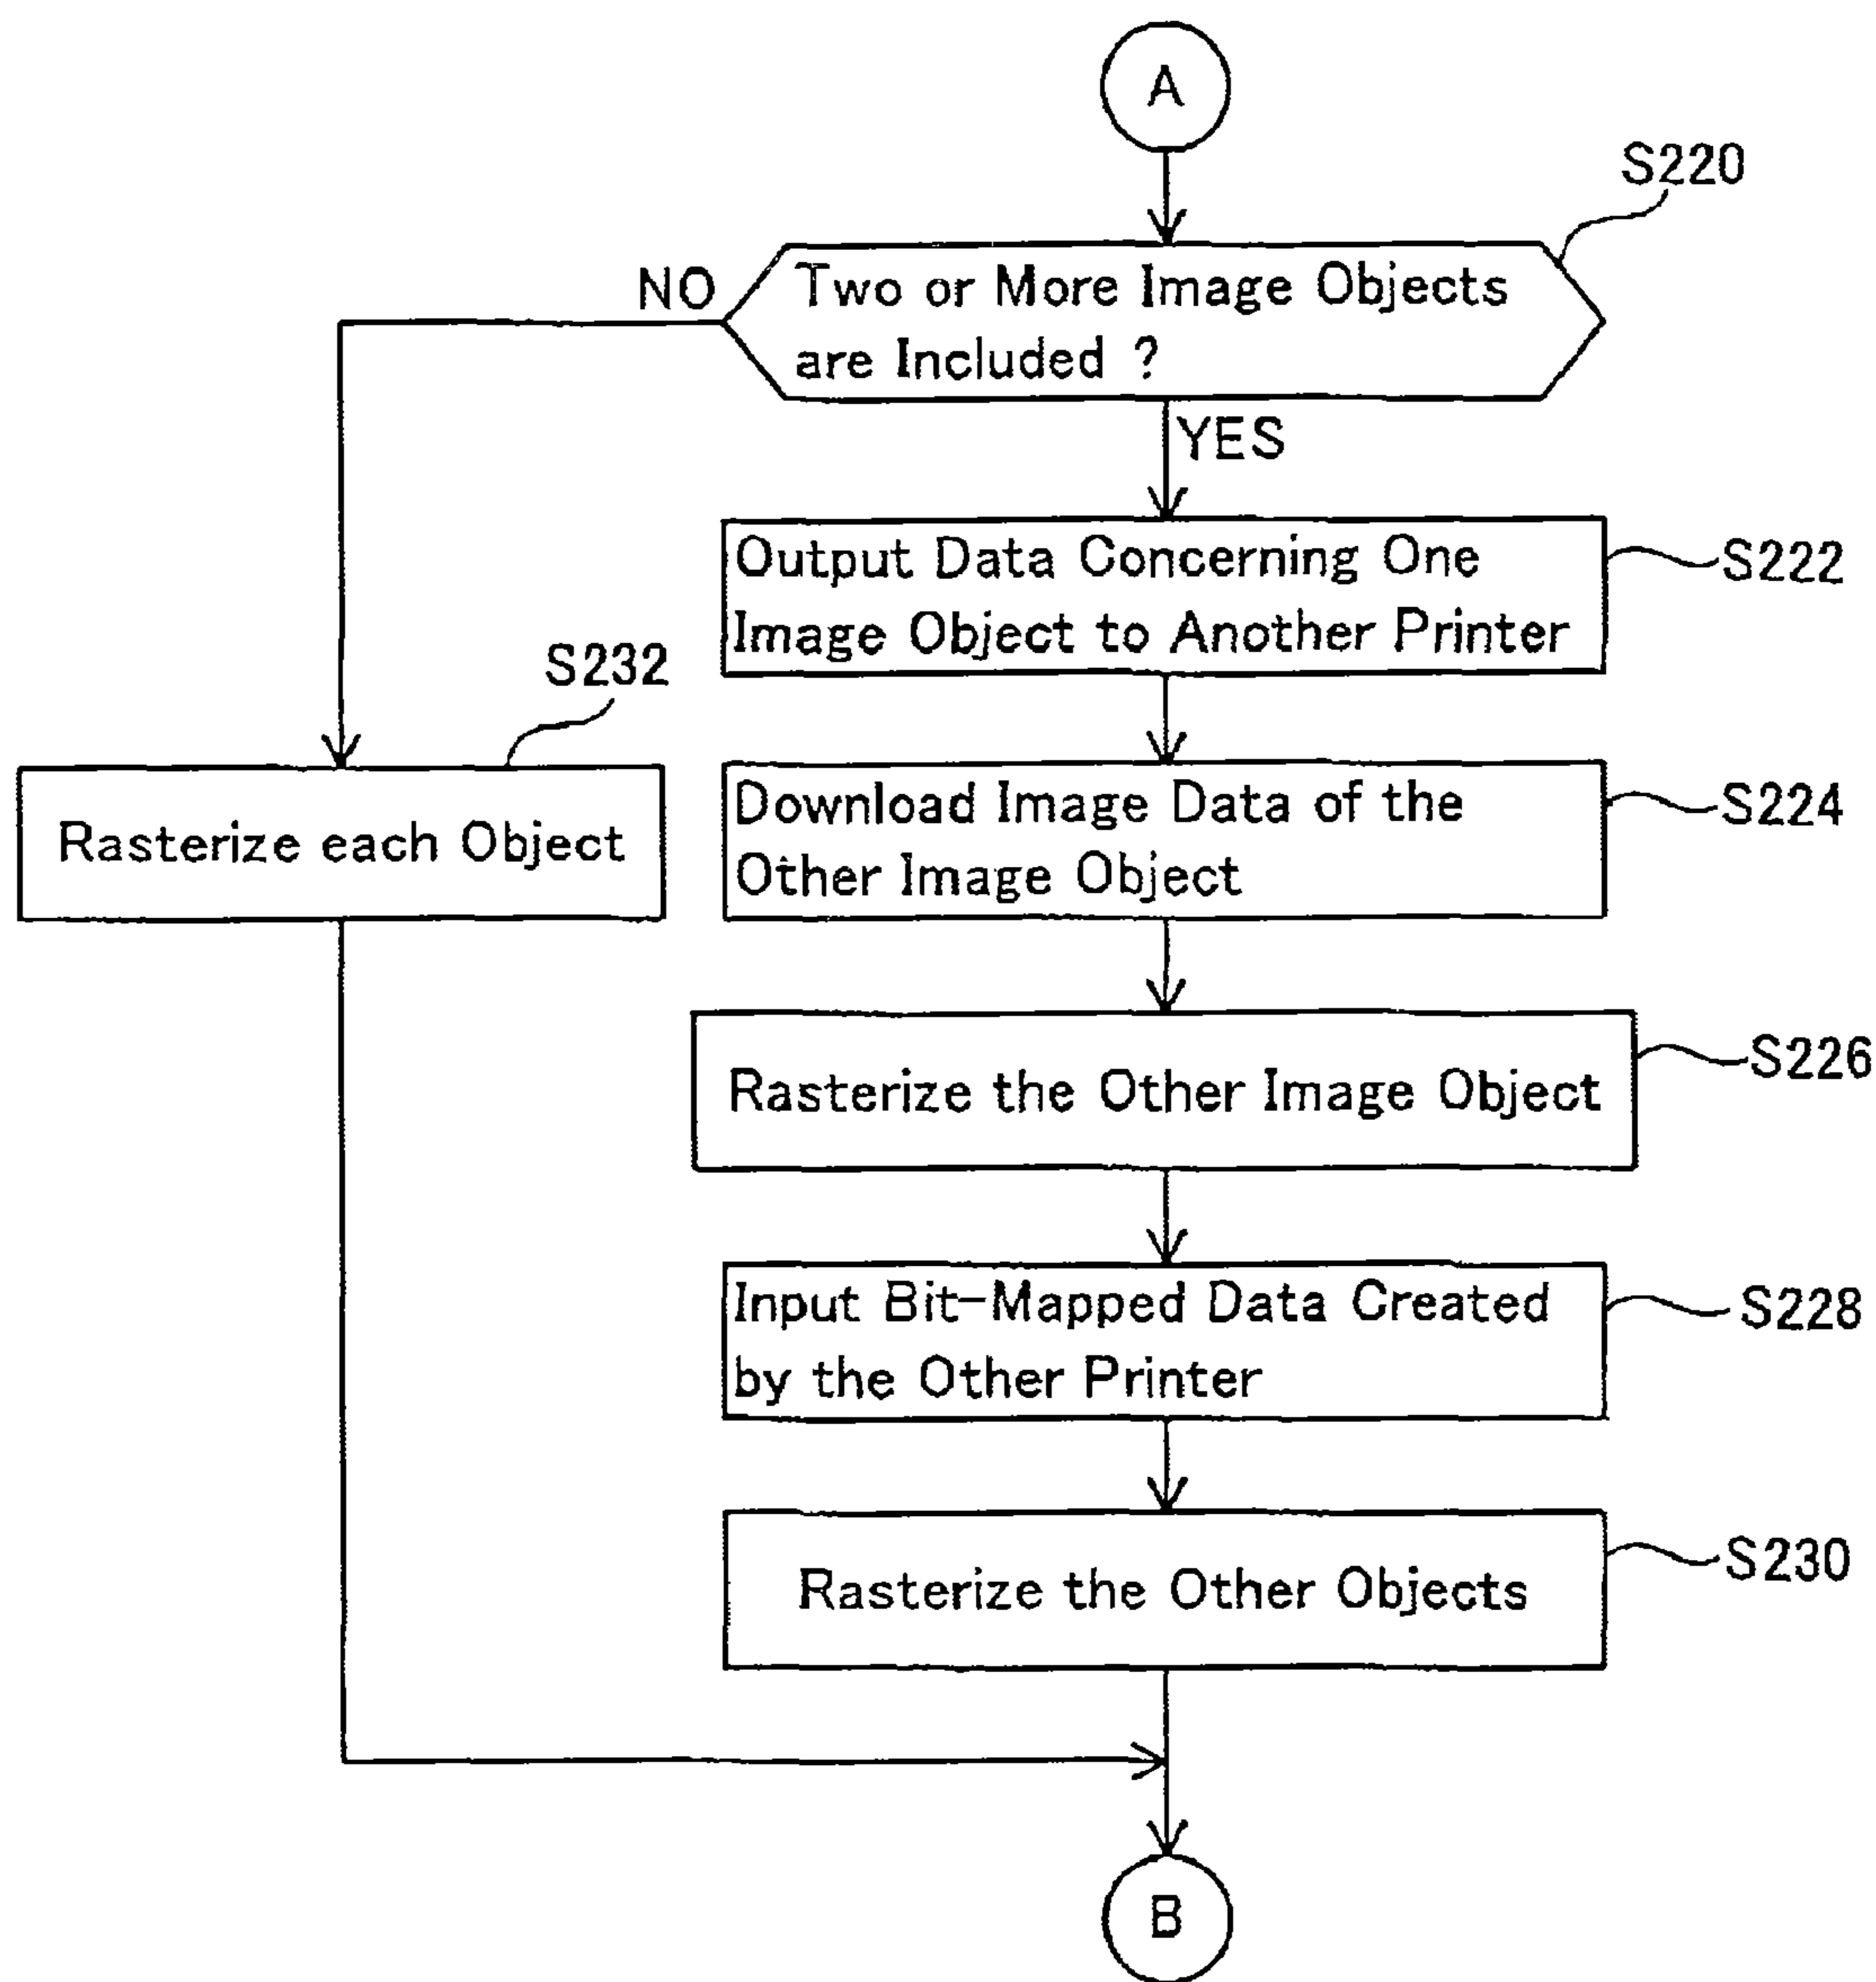 A
S220
NO
Two or More Image Objects
are Included ?
YES
Output Data Concerning One
Image Object to Another Printer
S222
S232
Rasterize each Object
Download Image Data of the
Other Image Object
S224
Rasterize the Other Image Object
S226
Input Bit-Mapped Data Created
by the Other Printer
S228
Rasterize the Other Objects
S230
B